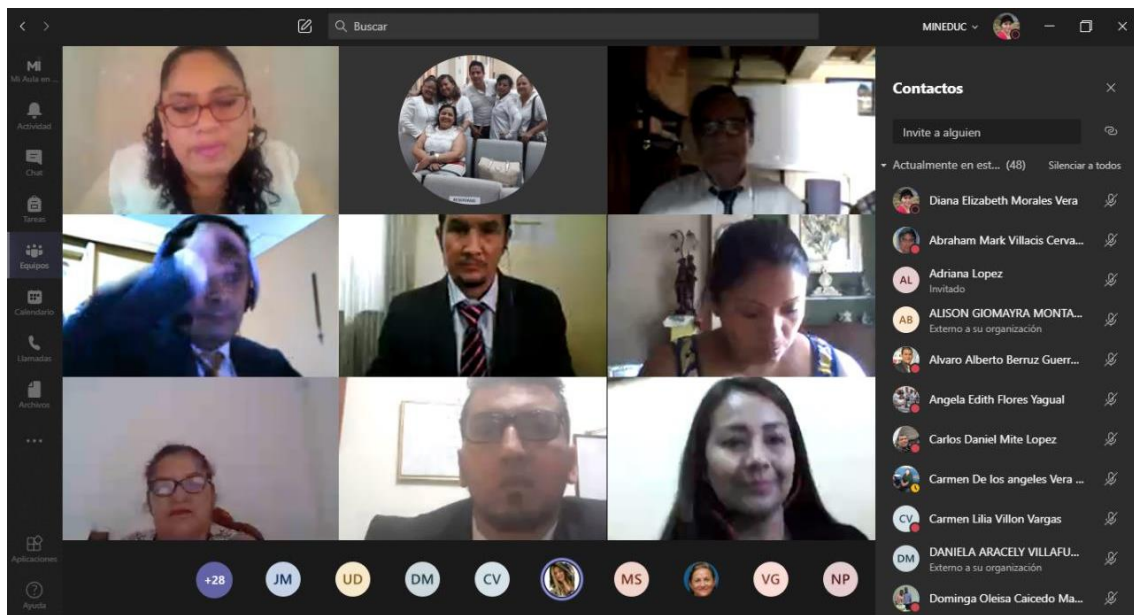 Buscar
MINEDUC
MI
Mi Aula en ...
Actividad
Chat
Tareas
Equipos
Calendario
Llamadas
Archivos
Aplicaciones
Ayuda
+28
JM
UD
DM
CV
MS
VG
NP
Contactos
Invite a alguien
Actualmente en est... (48) Silenciar a todos
Diana Elizabeth Morales Vera
Abraham Mark Villacis Cerva...
AL
Adriana Lopez
Invitado
AB
ALISON GIOMAYRA MONTA...
Externo a su organización
Alvaro Alberto Berruz Guerr...
Angela Edith Flores Yagual
Carlos Daniel Mite Lopez
Carmen De los angeles Vera ...
CV
Carmen Lilia Villon Vargas
DM
DANIELA ARACELY VILLAFU...
Externo a su organización
Dominga Oleisa Caicedo Ma...